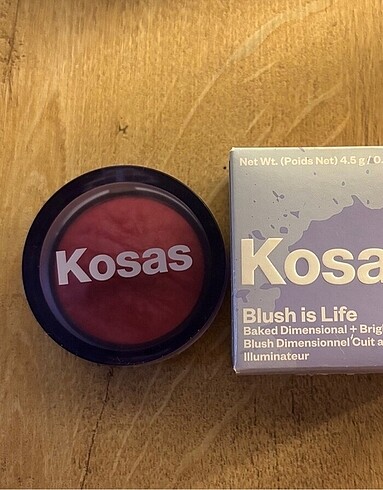 Kosas
Net Wt. (Poids Net) 4.5 g / 0.
Kosa
Blush is Life
Baked Dimensional + Brig
Blush Dimensionnel Cuit a
Illuminateur